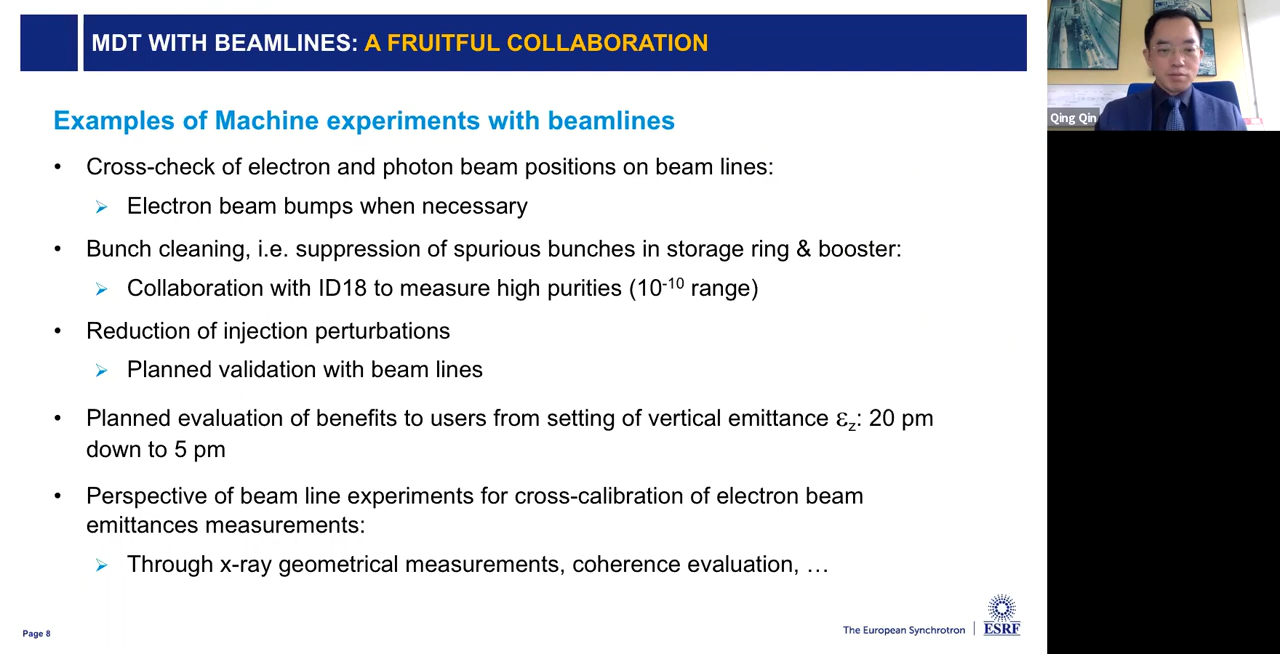 MDT WITH BEAMLINES: A FRUITFUL COLLABORATION
Qing Qin
Examples of Machine experiments with beamlines
• Cross-check of electron and photon beam positions on beam lines:
➢ Electron beam bumps when necessary
• Bunch cleaning, i.e. suppression of spurious bunches in storage ring & booster:
➢ Collaboration with ID18 to measure high purities (10⁻¹⁰ range)
• Reduction of injection perturbations
➢ Planned validation with beam lines
• Planned evaluation of benefits to users from setting of vertical emittance ε_z: 20 pm
down to 5 pm
• Perspective of beam line experiments for cross-calibration of electron beam
emittances measurements:
➢ Through x-ray geometrical measurements, coherence evaluation, …
Page 8
The European Synchrotron | ESRF